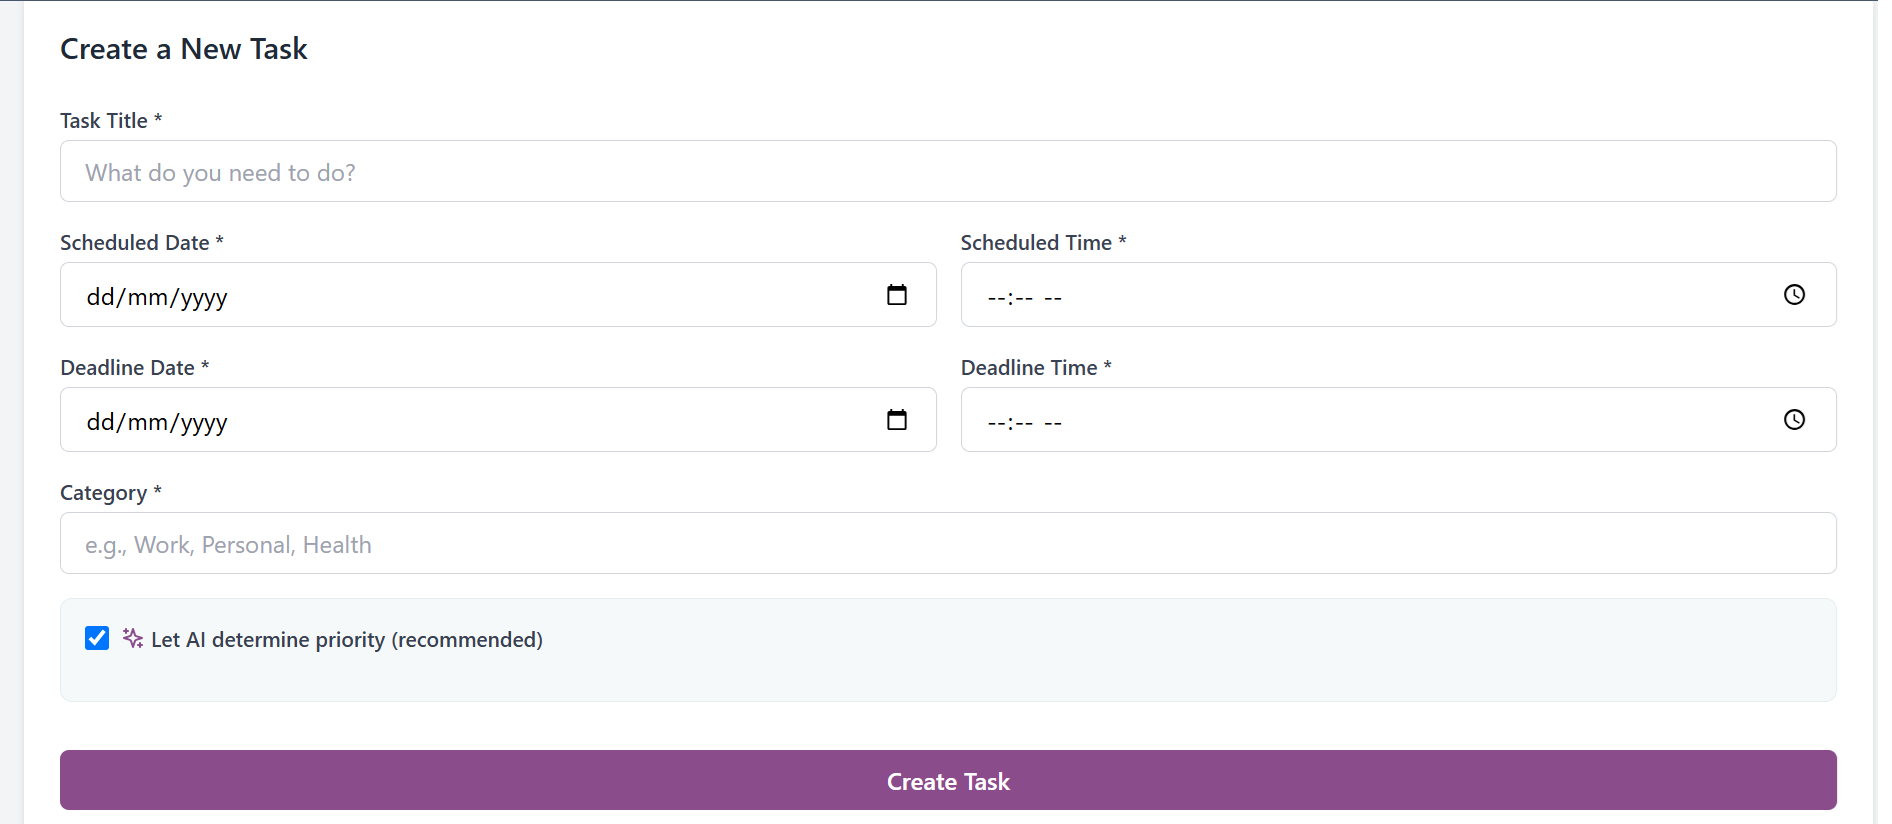 Create a New Task
Task Title *
What do you need to do?
Scheduled Date *
Scheduled Time *
dd/mm/yyyy
--:-- --
Deadline Date *
Deadline Time *
dd/mm/yyyy
--:-- --
Category *
e.g., Work, Personal, Health
Let AI determine priority (recommended)
Create Task